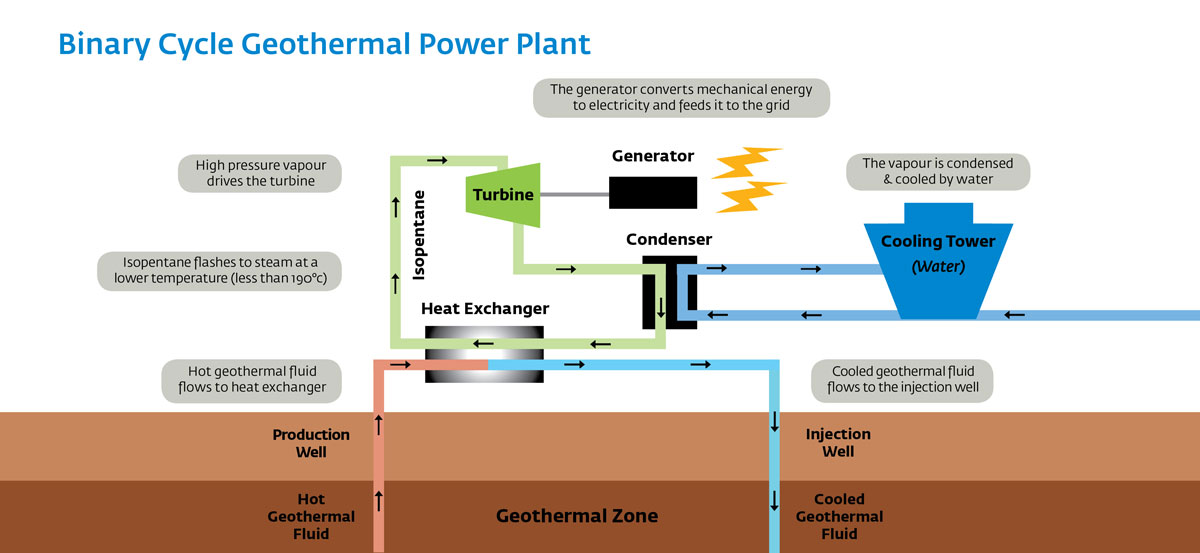 Binary Cycle Geothermal Power Plant
The generator converts mechanical energy
to electricity and feeds it to the grid
High pressure vapour
drives the turbine
Generator
The vapour is condensed
& cooled by water
Turbine
Isopentane
Condenser
Cooling Tower
(Water)
Isopentane flashes to steam at a
lower temperature (less than 190ºc)
Heat Exchanger
Hot geothermal fluid
flows to heat exchanger
Cooled geothermal fluid
flows to the injection well
Production
Well
Injection
Well
Hot
Geothermal
Fluid
Geothermal Zone
Cooled
Geothermal
Fluid